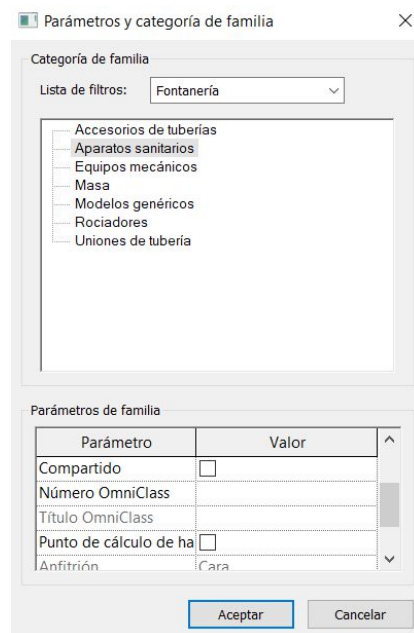 Parámetros y categoría de familia
Categoría de familia
Lista de filtros: Fontanería
Accesorios de tuberías
Aparatos sanitarios
Equipos mecánicos
Masa
Modelos genéricos
Rociadores
Uniones de tubería
Parámetros de familia
Parámetro Valor
Compartido
Número OmniClass
Título OmniClass
Punto de cálculo de ha
Anfitrión Cara
Aceptar Cancelar